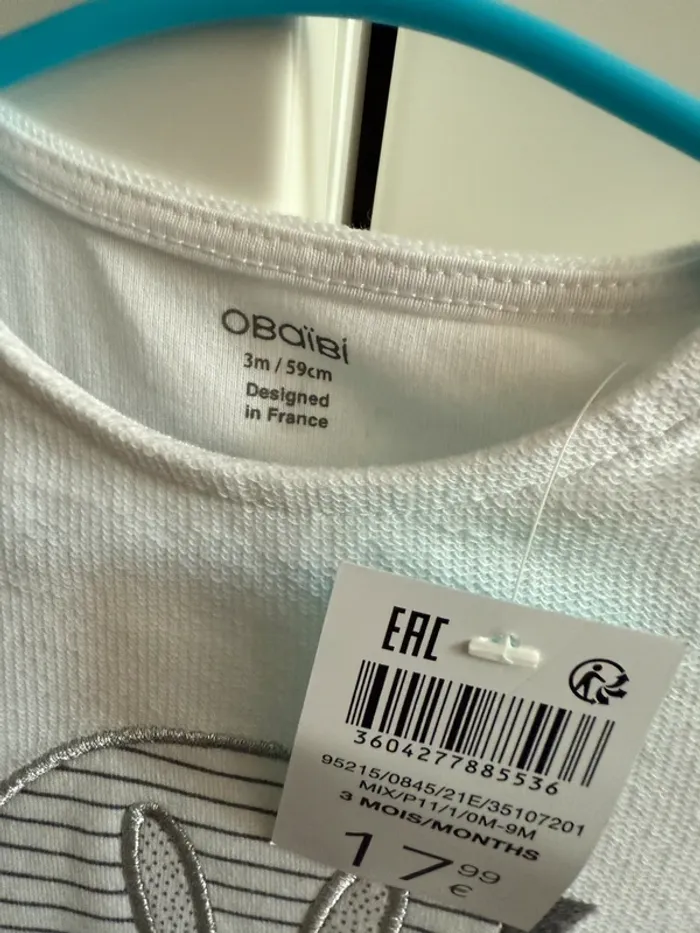 OBaïBi
3m / 59cm
Designed
in France
EAC
3604277885536
95215/0845/21E/35107201
MIX/P11/1/0M-9M
3 MOIS/MONTHS
17.99
€